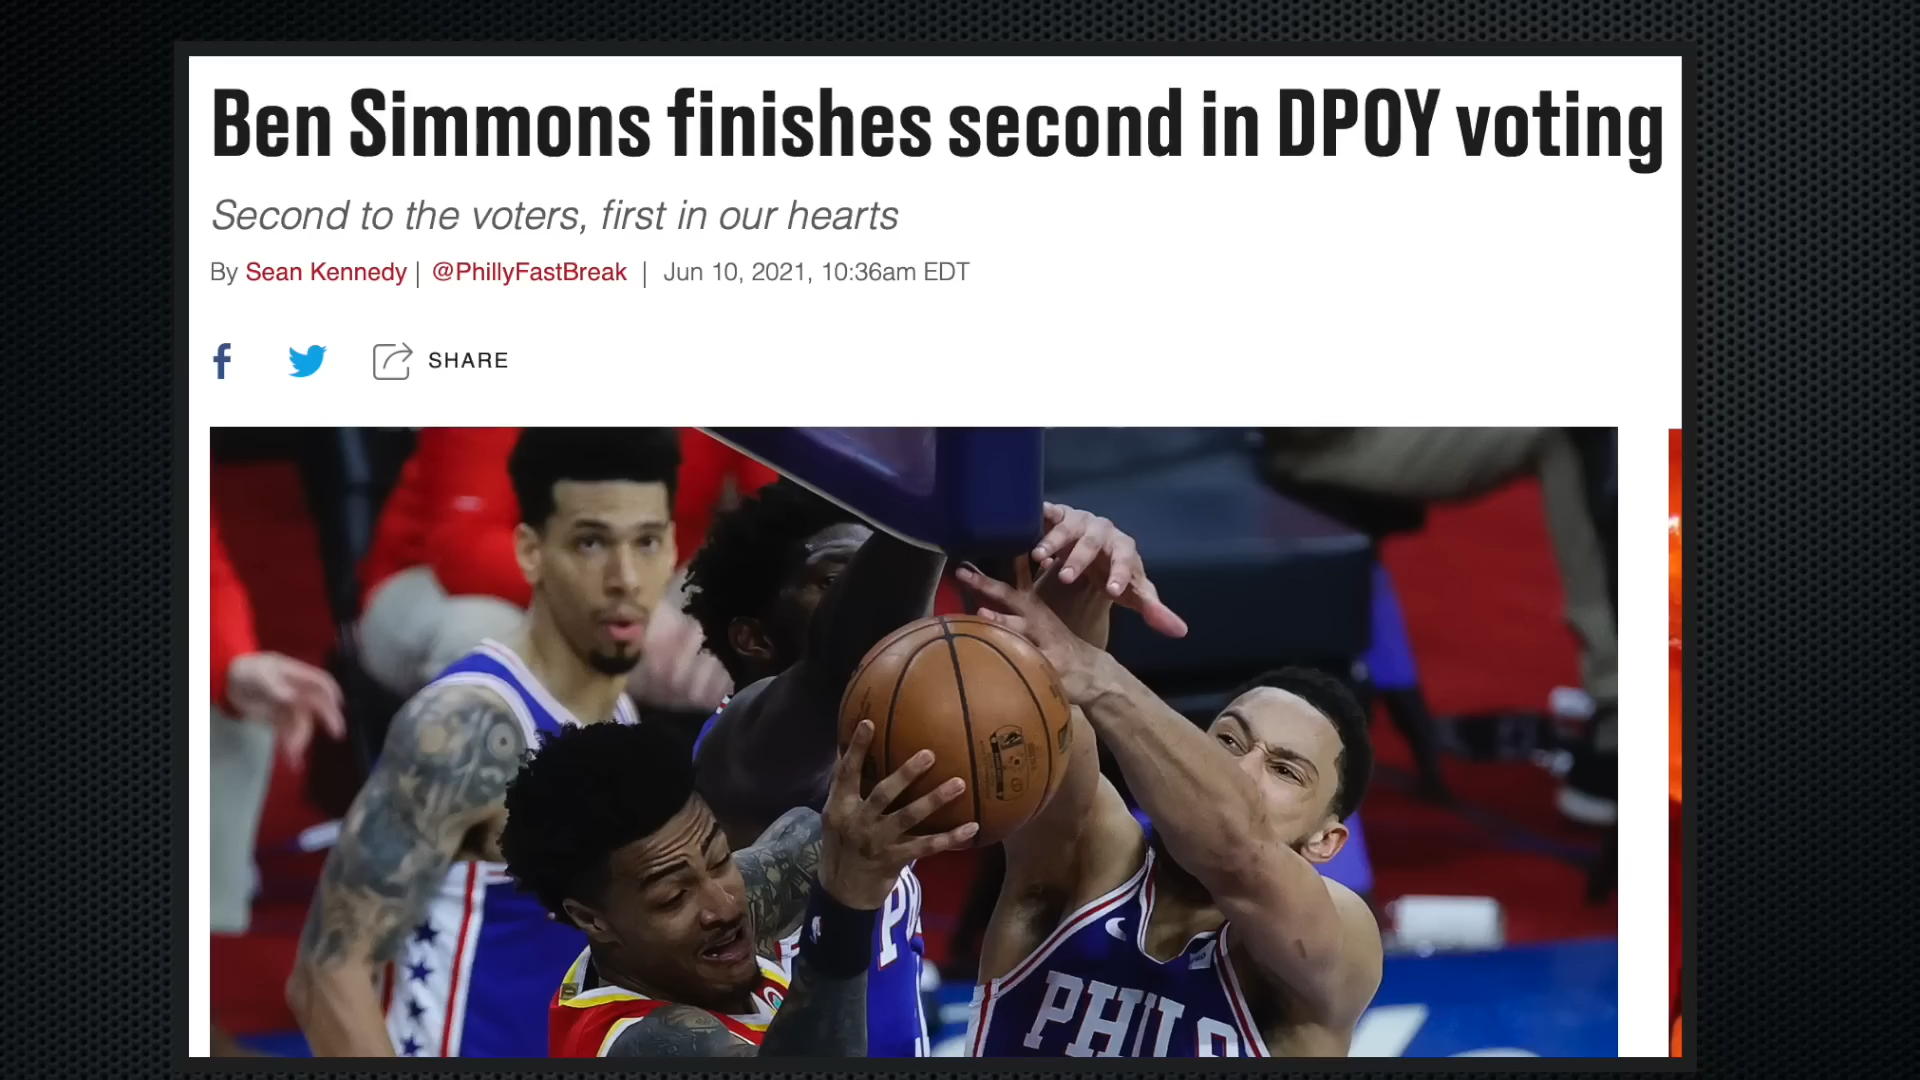 Ben Simmons finishes second in DPOY voting
Second to the voters, first in our hearts
By Sean Kennedy | @PhillyFastBreak | Jun 10, 2021, 10:36am EDT
f SHARE
PHILA